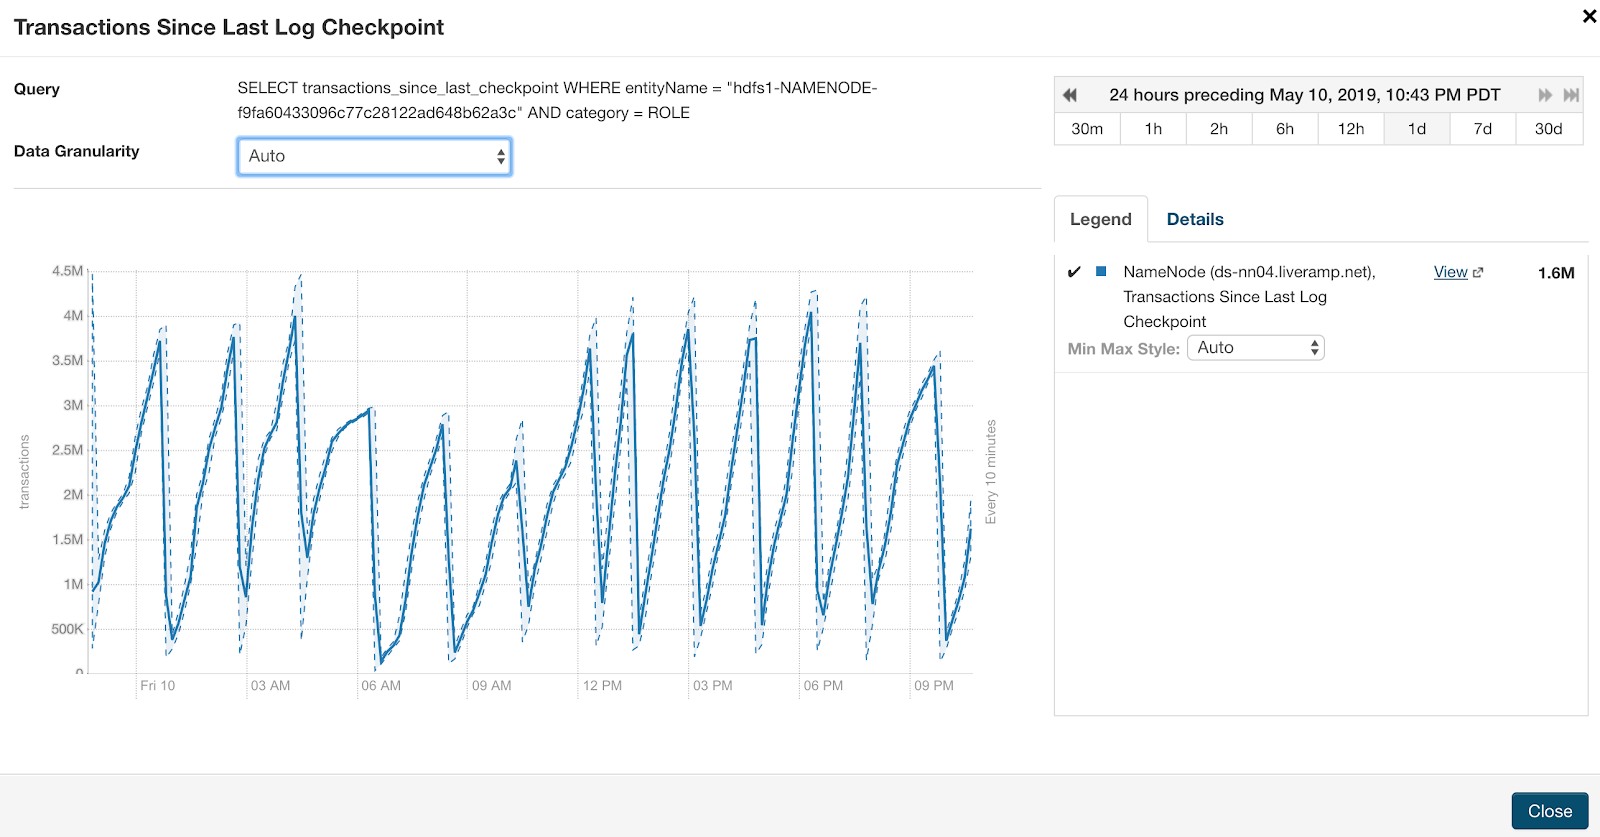 Transactions Since Last Log Checkpoint
Query
SELECT transactions_since_last_checkpoint WHERE entityName = "hdfs1-NAMENODE-
f9fa60433096c77c28122ad648b62a3c" AND category = ROLE
Data Granularity
Auto
24 hours preceding May 10, 2019, 10:43 PM PDT
30m 1h 2h 6h 12h 1d 7d 30d
Legend Details
NameNode (ds-nn04.liveramp.net), View 1.6M
Transactions Since Last Log
Checkpoint
Min Max Style: Auto
transactions
4.5M
4M
3.5M
3M
2.5M
2M
1.5M
1M
500K
0
Fri 10 03 AM 06 AM 09 AM 12 PM 03 PM 06 PM 09 PM
Every 10 minutes
Close